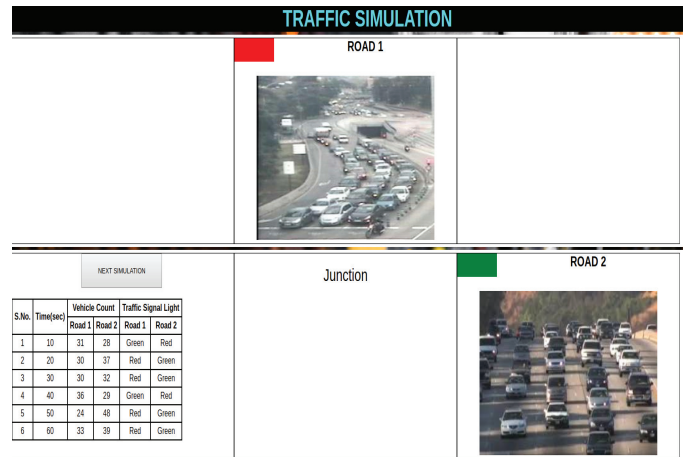 TRAFFIC SIMULATION
ROAD 1
NEXT SIMULATION
Junction
ROAD 2
S.No. Time(sec) Vehicle Count Traffic Signal Light
Road 1 Road 2 Road 1 Road 2
1 10 31 28 Green Red
2 20 30 37 Red Green
3 30 30 32 Red Green
4 40 36 29 Green Red
5 50 24 48 Red Green
6 60 33 39 Red Green